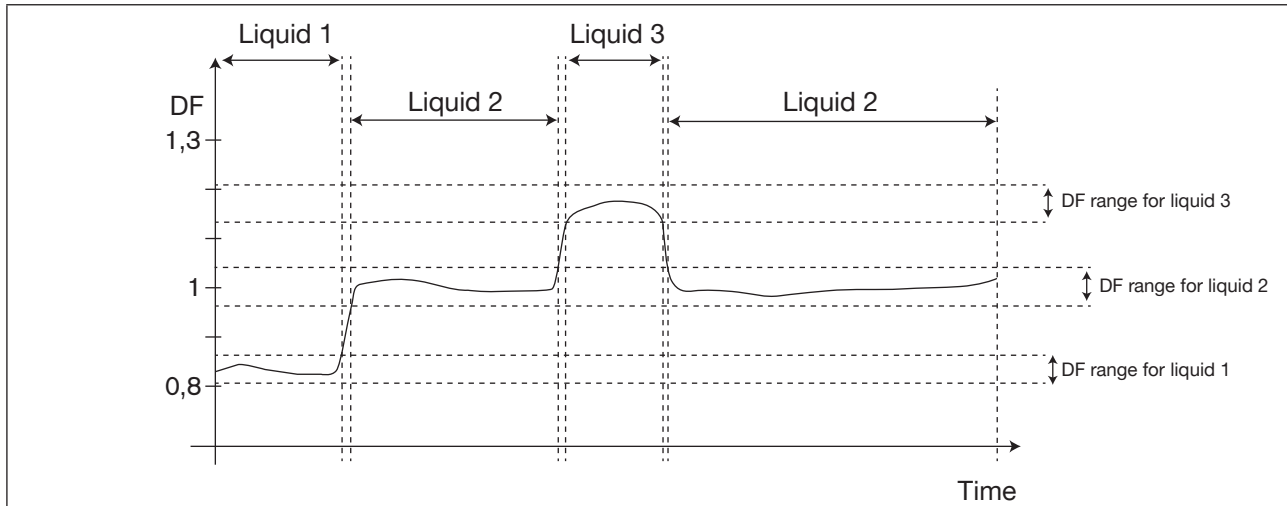 Liquid 1
Liquid 3
DF
Liquid 2
Liquid 2
1,3
DF range for liquid 3
1
DF range for liquid 2
DF range for liquid 1
0,8
Time